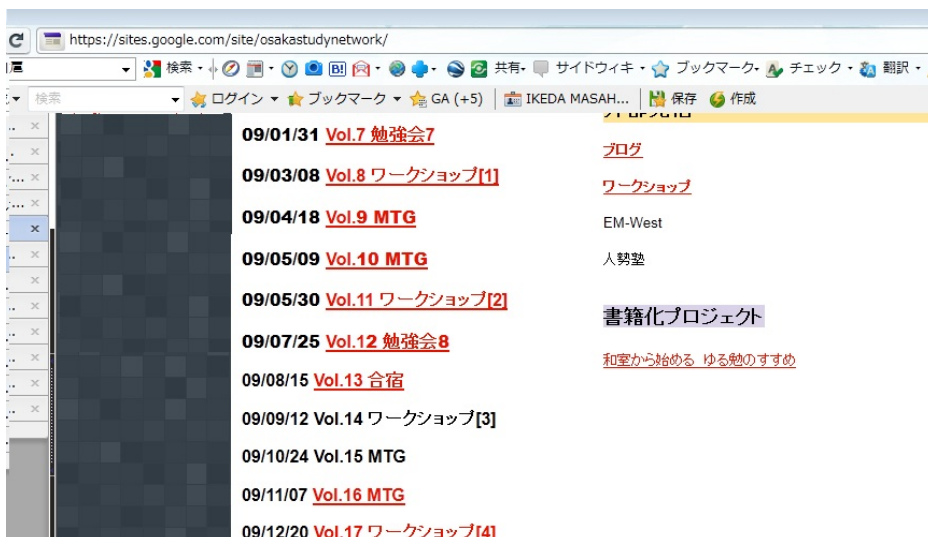 https://sites.google.com/site/osakastudynetwork/
検索 共有 サイドウィキ ブックマーク チェック 翻訳
検索 ログイン ブックマーク GA (+5) IKEDA MASAH... 保存 作成
09/01/31 Vol.7 勉強会7
09/03/08 Vol.8 ワークショップ[1]
09/04/18 Vol.9 MTG
09/05/09 Vol.10 MTG
09/05/30 Vol.11 ワークショップ[2]
09/07/25 Vol.12 勉強会8
09/08/15 Vol.13 合宿
09/09/12 Vol.14 ワークショップ[3]
09/10/24 Vol.15 MTG
09/11/07 Vol.16 MTG
09/12/20 Vol.17 ワークショップ[4]
ブログ
ワークショップ
EM-West
人勢塾
書籍化プロジェクト
和室から始める ゆる勉のすすめ